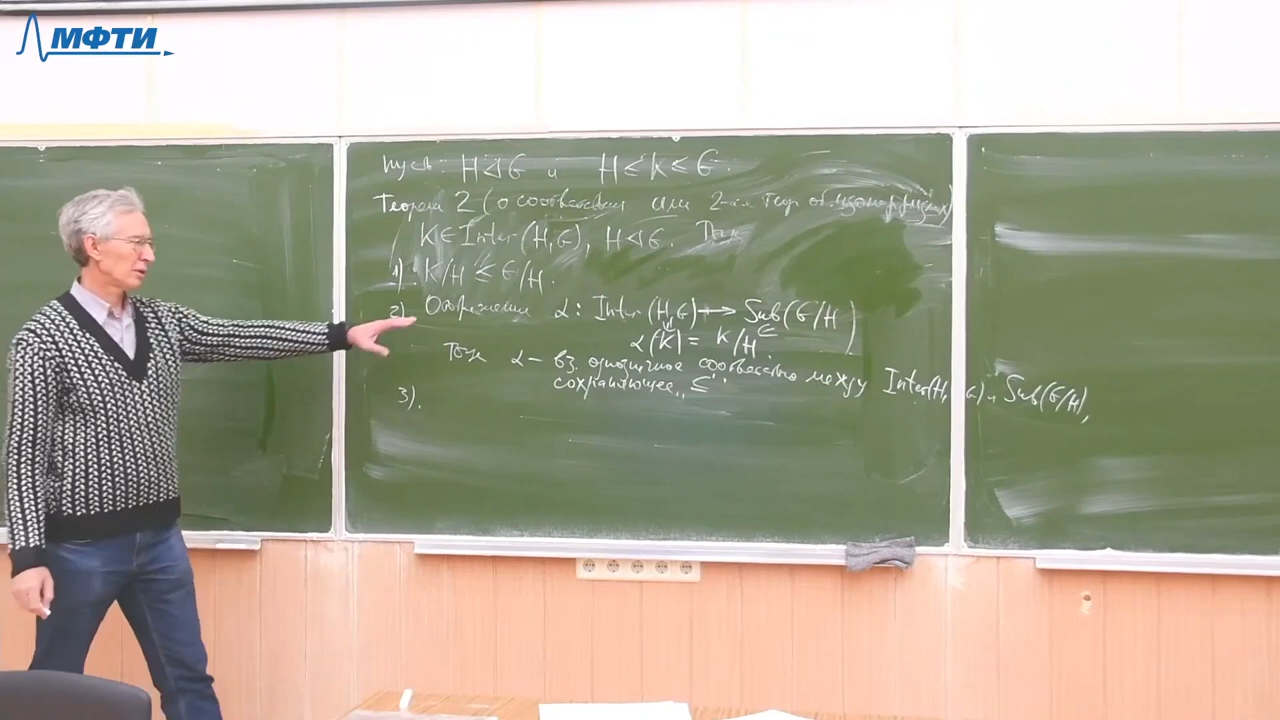 МФТИ
Пусть: H ⊲ G и H ≤ K ≤ G.
Теорема 2 (о соответствии или 2-ая теор об изоморфизмах)
K ∈ Inter(H,G), H ⊲ G. Тогда
1). K/H ≤ G/H.
2) Отображении α: Inter(H,G) ↦ Sub(G/H)
α(K) = K/H.
Тогда α – вз. однозначное соответствие между Inter(H,G) и Sub(G/H),
сохраняющее „⊆".
3).